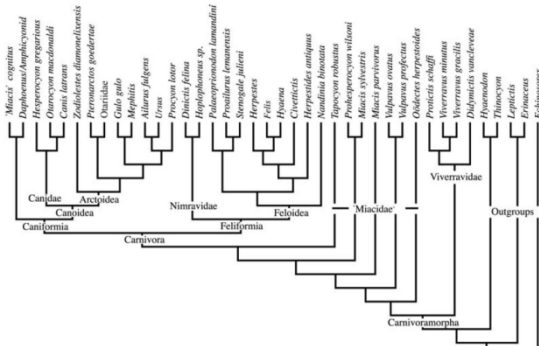 'Miacis' cognitus
Daphoenus/Amphicyonid
Hesperocyon gregarious
Otarocyon macdonaldi
Canis latrans
Zodiolestes diamonelixensis
Pteronarctos goedertae
Otariidae
Gulo gulo
Mephitis
Ailurus fulgens
Ursus
Procyon lotor
Dinictis felina
Hoplophoneus sp.
Palaeoprionodon lamandini
Proailurus lemanensis
Stenogale julieni
Herpestes
Felis
Hyaena
Civettictis
Herpestides antiquus
Nandinia binotata
Tapocyon robustus
Prohesperocyon wilsoni
Miacis sylvestris
Miacis parvivorus
Vulpavus ovatus
Vulpavus profectus
Oödectes herpestoides
Protictis schaffi
Viverravus minutus
Viverravus gracilis
Didymictis vancleveae
Hyaenodon
Thinocyon
Leptictis
Erinaceus
Viverravidae
Canidae
Arctoidea
Nimravidae
Feloidea
'Miacidae'
Outgroups
Canoidea
Caniformia
Feliformia
Carnivora
Carnivoramorpha